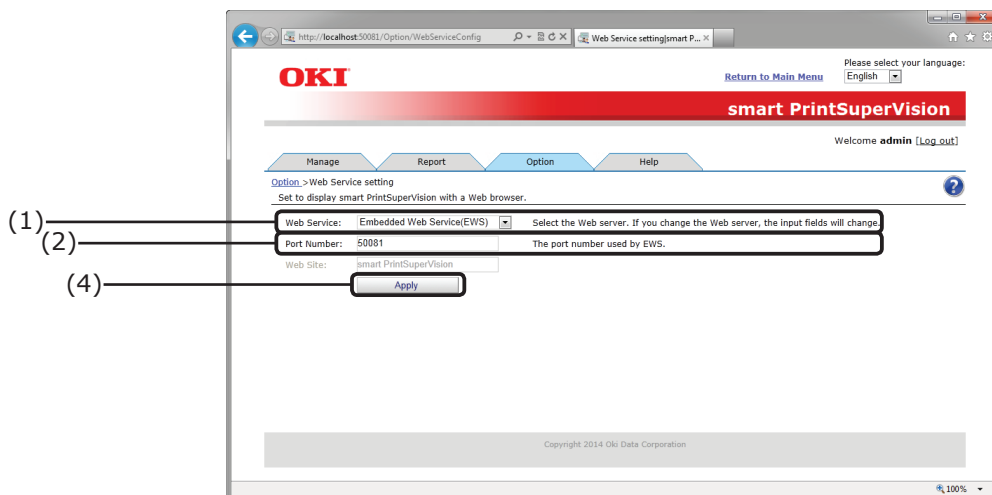 http://localhost:50081/Option/WebServiceConfig
Web Service setting|smart P...
OKI
Return to Main Menu
Please select your language:
English
smart PrintSuperVision
Welcome admin [Log out]
Manage
Report
Option
Help
Option >Web Service setting
Set to display smart PrintSuperVision with a Web browser.
(1)
Web Service:
Embedded Web Service(EWS)
Select the Web server. If you change the Web server, the input fields will change.
(2)
Port Number:
50081
The port number used by EWS.
Web Site:
smart PrintSuperVision
(4)
Apply
Copyright 2014 Oki Data Corporation
100%